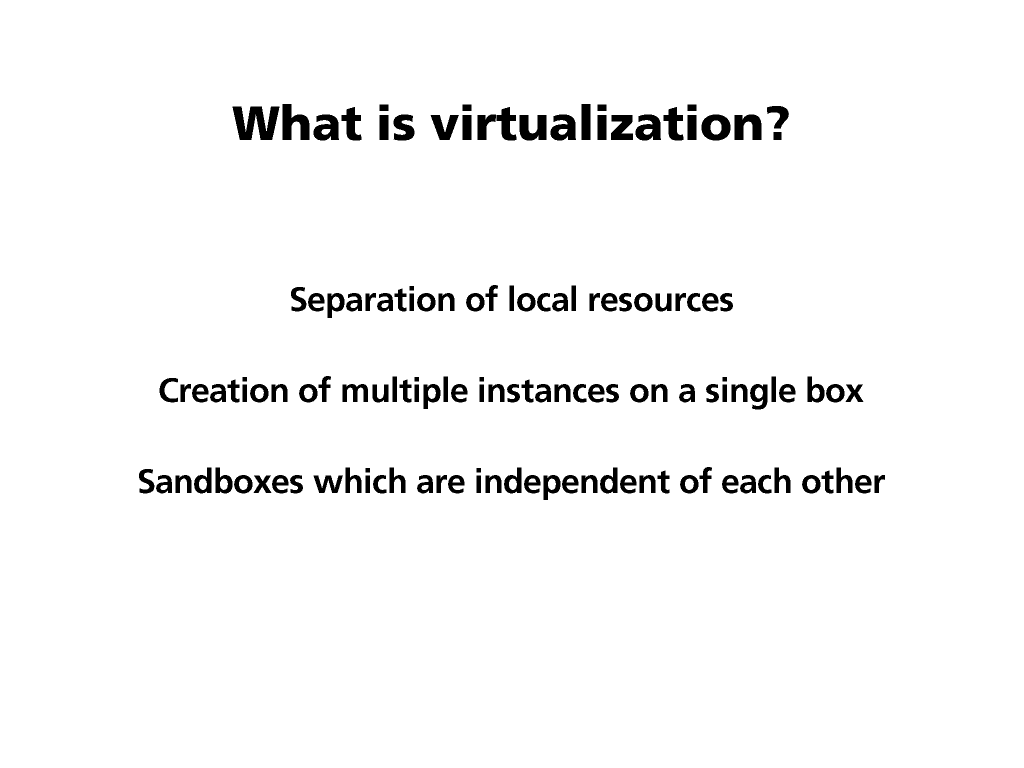 What is virtualization?
Separation of local resources
Creation of multiple instances on a single box
Sandboxes which are independent of each other